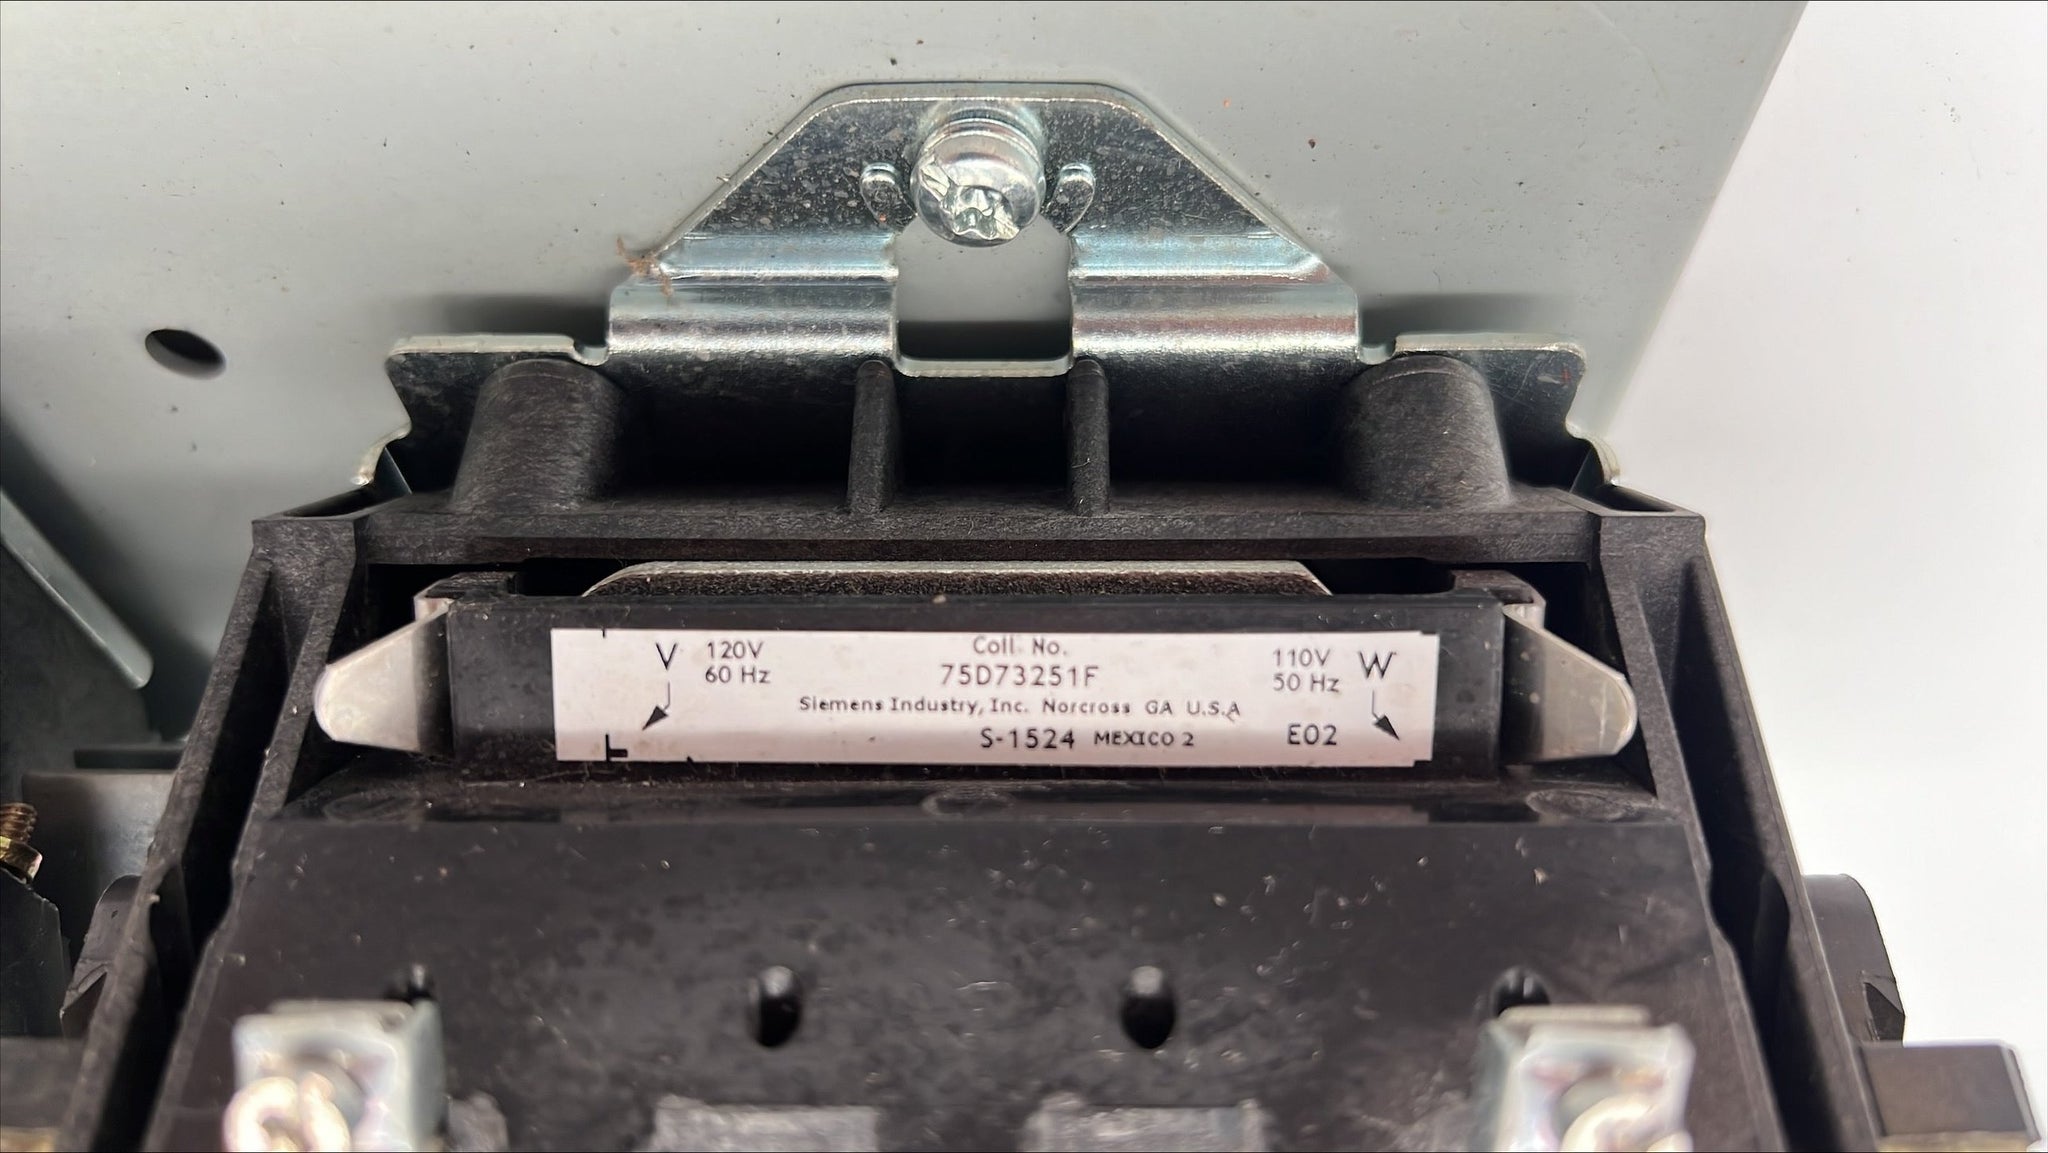 V 120V Coil No. 110V W
60 Hz 75D73251F 50 Hz
Siemens Industry, Inc. Norcross GA U.S.A
S-1524 MEXICO 2 E02